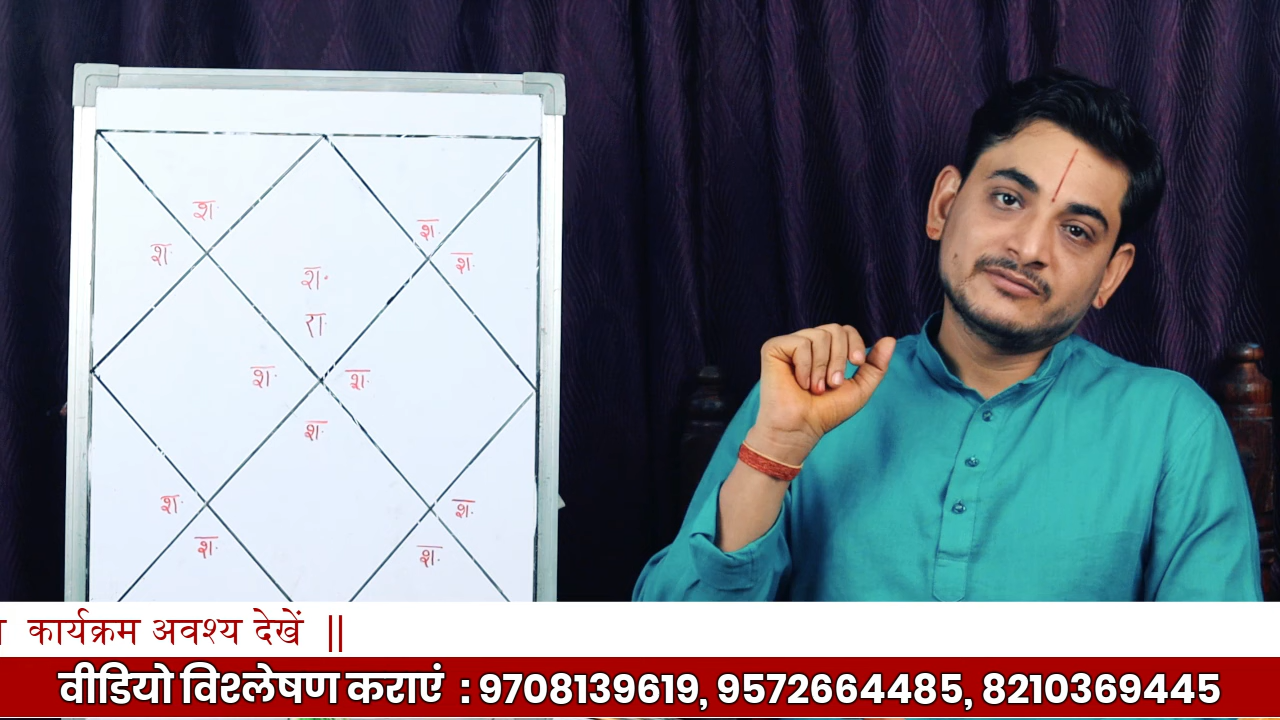 श.
श.
श.
श.
श.
रा.
श.
श.
श.
श.
श.
श.
श.
कार्यक्रम अवश्य देखें ||
वीडियो विश्लेषण कराएं : 9708139619, 9572664485, 8210369445